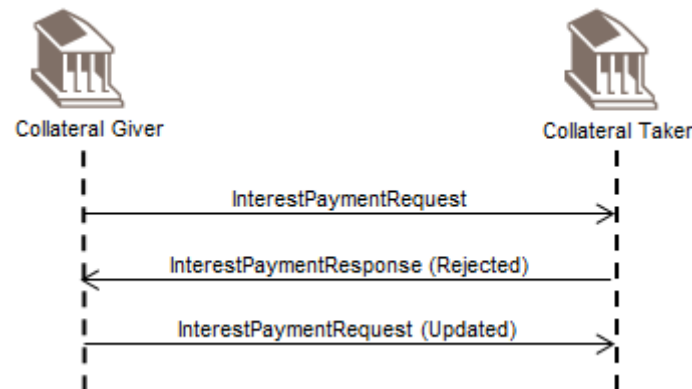 Collateral Giver
Collateral Taker
InterestPaymentRequest
InterestPaymentResponse (Rejected)
InterestPaymentRequest (Updated)